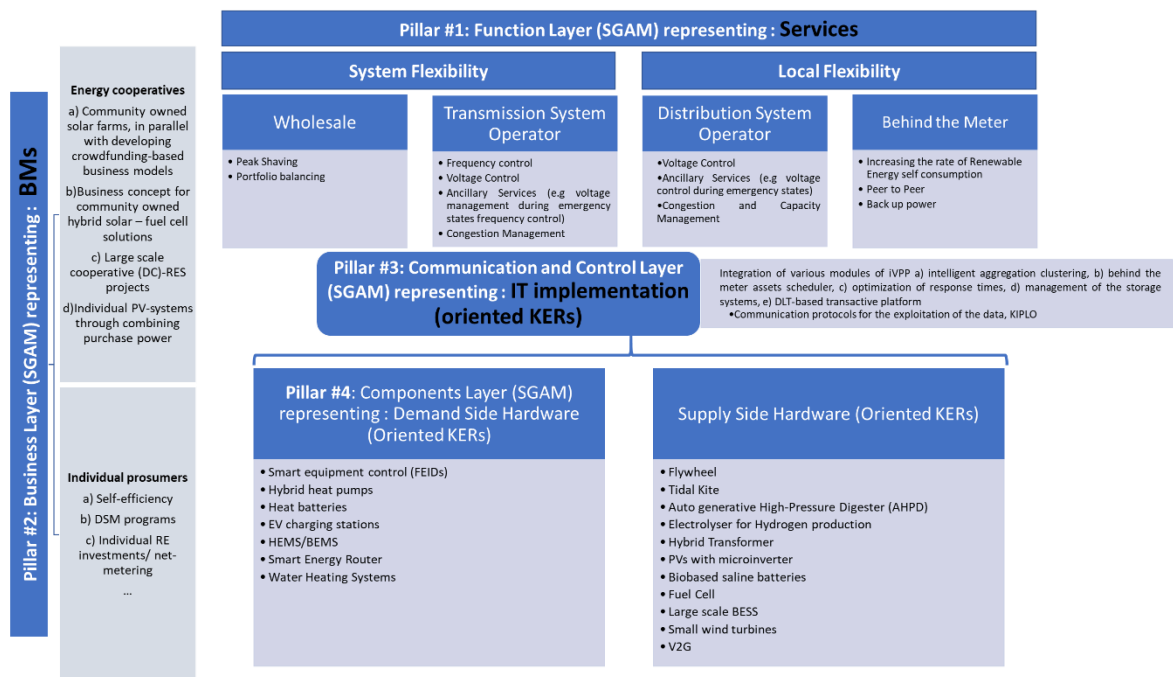 Pillar #1: Function Layer (SGAM) representing : Services
System Flexibility
Local Flexibility
Wholesale
• Peak Shaving
• Portfolio balancing
Transmission System
Operator
• Frequency control
• Voltage Control
• Ancillary Services (e.g voltage
management during emergency
states frequency control)
• Congestion Management
Distribution System
Operator
•Voltage Control
•Ancillary Services (e.g voltage
control during emergency states)
•Congestion and Capacity
Management
Behind the Meter
• Increasing the rate of Renewable
Energy self consumption
• Peer to Peer
• Back up power
Pillar #2: Business Layer (SGAM) representing : BMs
Energy cooperatives
a) Community owned
solar farms, in parallel
with developing
crowdfunding-based
business models
b)Business concept for
community owned
hybrid solar – fuel cell
solutions
c) Large scale
cooperative (DC)-RES
projects
d)Individual PV-systems
through combining
purchase power
Individual prosumers
a) Self-efficiency
b) DSM programs
c) Individual RE
investments/ net-
metering
...
Pillar #3: Communication and Control Layer
(SGAM) representing : IT implementation
(oriented KERs)
Integration of various modules of iVPP a) intelligent aggregation clustering, b) behind the
meter assets scheduler, c) optimization of response times, d) management of the storage
systems, e) DLT-based transactive platform
•Communication protocols for the exploitation of the data, KIPLO
Pillar #4: Components Layer (SGAM)
representing : Demand Side Hardware
(Oriented KERs)
• Smart equipment control (FEIDs)
• Hybrid heat pumps
• Heat batteries
• EV charging stations
• HEMS/BEMS
• Smart Energy Router
• Water Heating Systems
Supply Side Hardware (Oriented KERs)
• Flywheel
• Tidal Kite
• Auto generative High-Pressure Digester (AHPD)
• Electrolyser for Hydrogen production
• Hybrid Transformer
• PVs with microinverter
• Biobased saline batteries
• Fuel Cell
• Large scale BESS
• Small wind turbines
• V2G